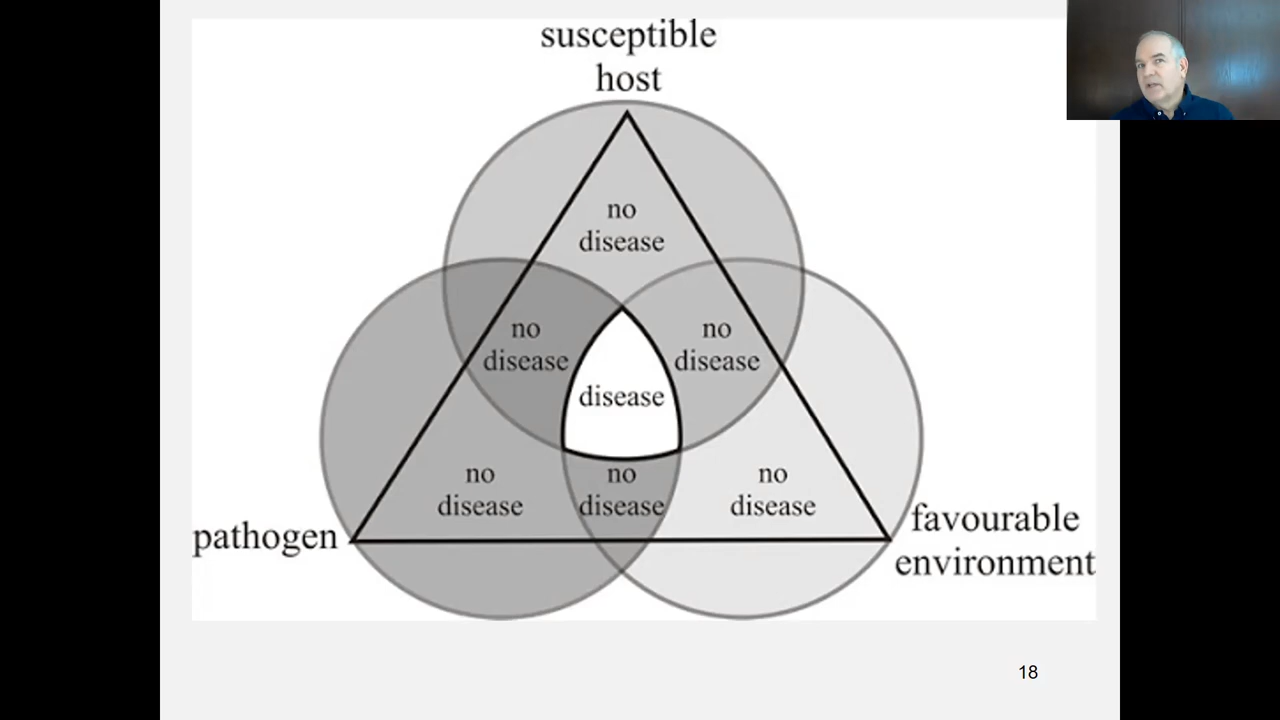 susceptible
host
no
disease
no
disease
no
disease
disease
no
disease
no
disease
no
disease
pathogen
favourable
environment
18